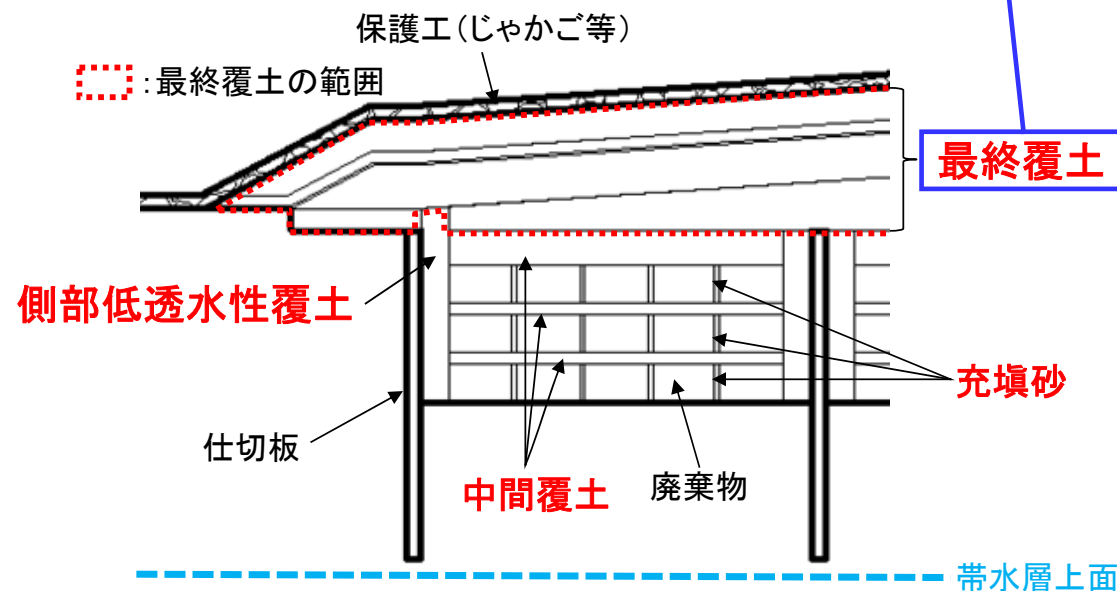 保護工(じゃかご等)
:最終覆土の範囲
最終覆土
側部低透水性覆土
充塡砂
仕切板
中間覆土
廃棄物
帯水層上面